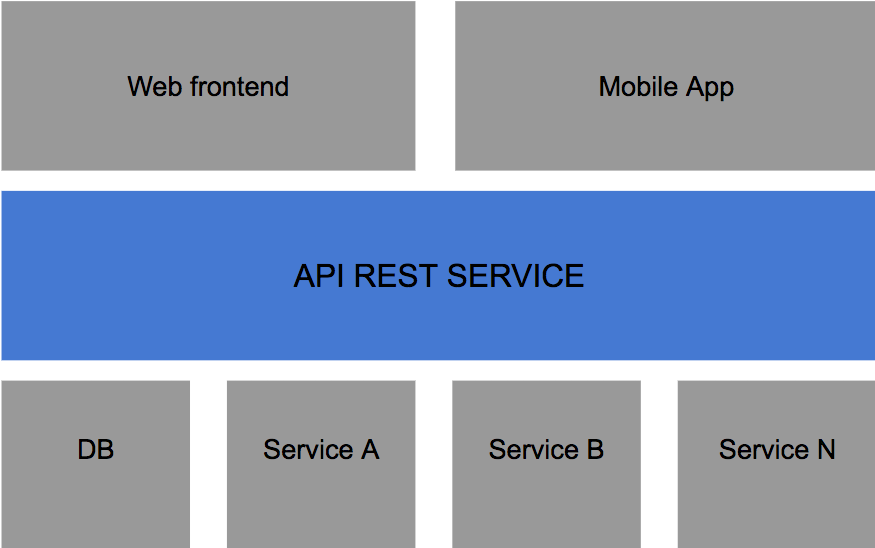 Web frontend
Mobile App
API REST SERVICE
DB
Service A
Service B
Service N